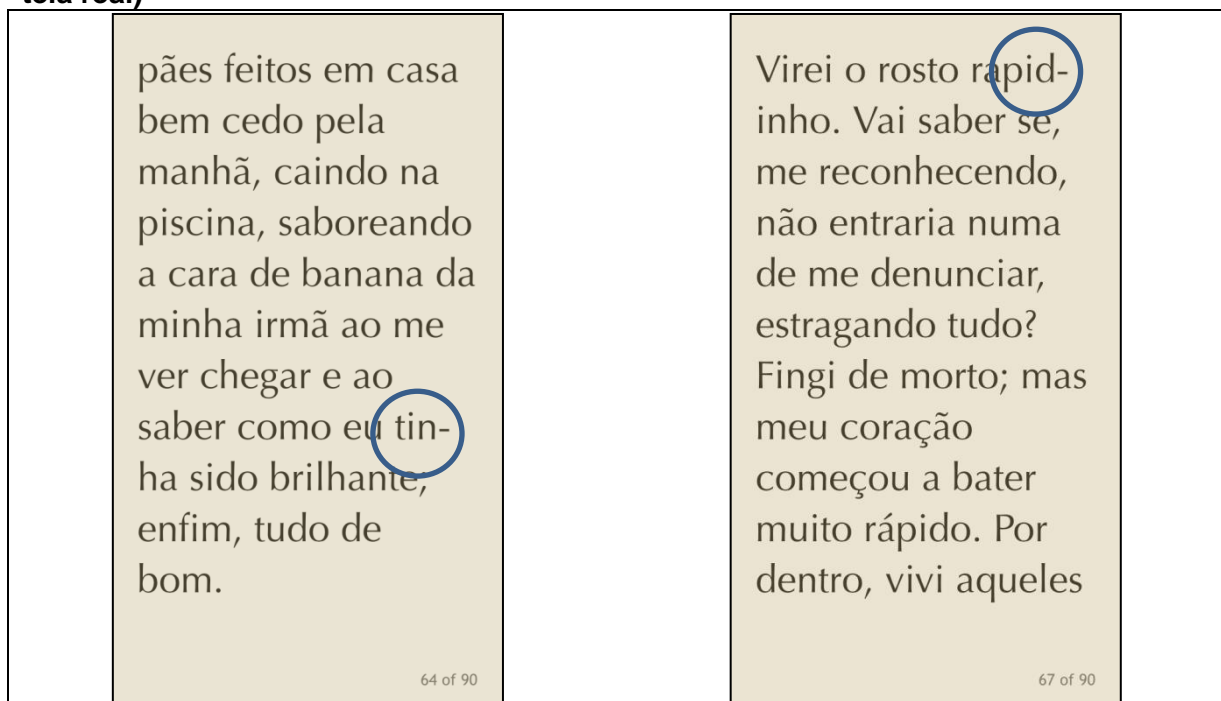 pães feitos em casa
bem cedo pela
manhã, caindo na
piscina, saboreando
a cara de banana da
minha irmã ao me
ver chegar e ao
saber como eu tin-
ha sido brilhante;
enfim, tudo de
bom.
64 of 90
Virei o rosto rapid-
inho. Vai saber se,
me reconhecendo,
não entraria numa
de me denunciar,
estragando tudo?
Fingi de morto; mas
meu coração
começou a bater
muito rápido. Por
dentro, vivi aqueles
67 of 90